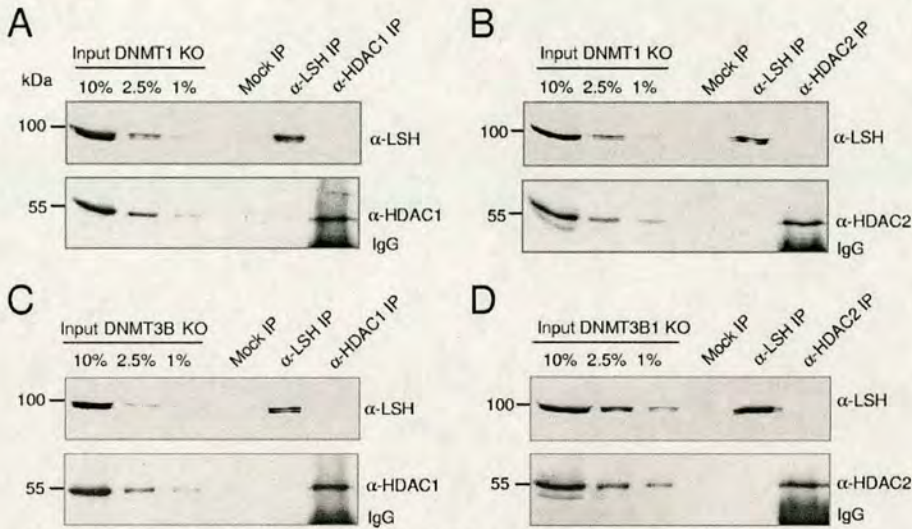 A
Input DNMT1 KO
Mock IP
α-LSH IP
α-HDAC1 IP
kDa
10% 2.5% 1%
100
α-LSH
55
α-HDAC1
IgG
B
Input DNMT1 KO
Mock IP
α-LSH IP
α-HDAC2 IP
10% 2.5% 1%
100
α-LSH
55
α-HDAC2
IgG
C
Input DNMT3B KO
Mock IP
α-LSH IP
α-HDAC1 IP
10% 2.5% 1%
100
α-LSH
55
α-HDAC1
IgG
D
Input DNMT3B1 KO
Mock IP
α-LSH IP
α-HDAC2 IP
10% 2.5% 1%
100
α-LSH
55
α-HDAC2
IgG